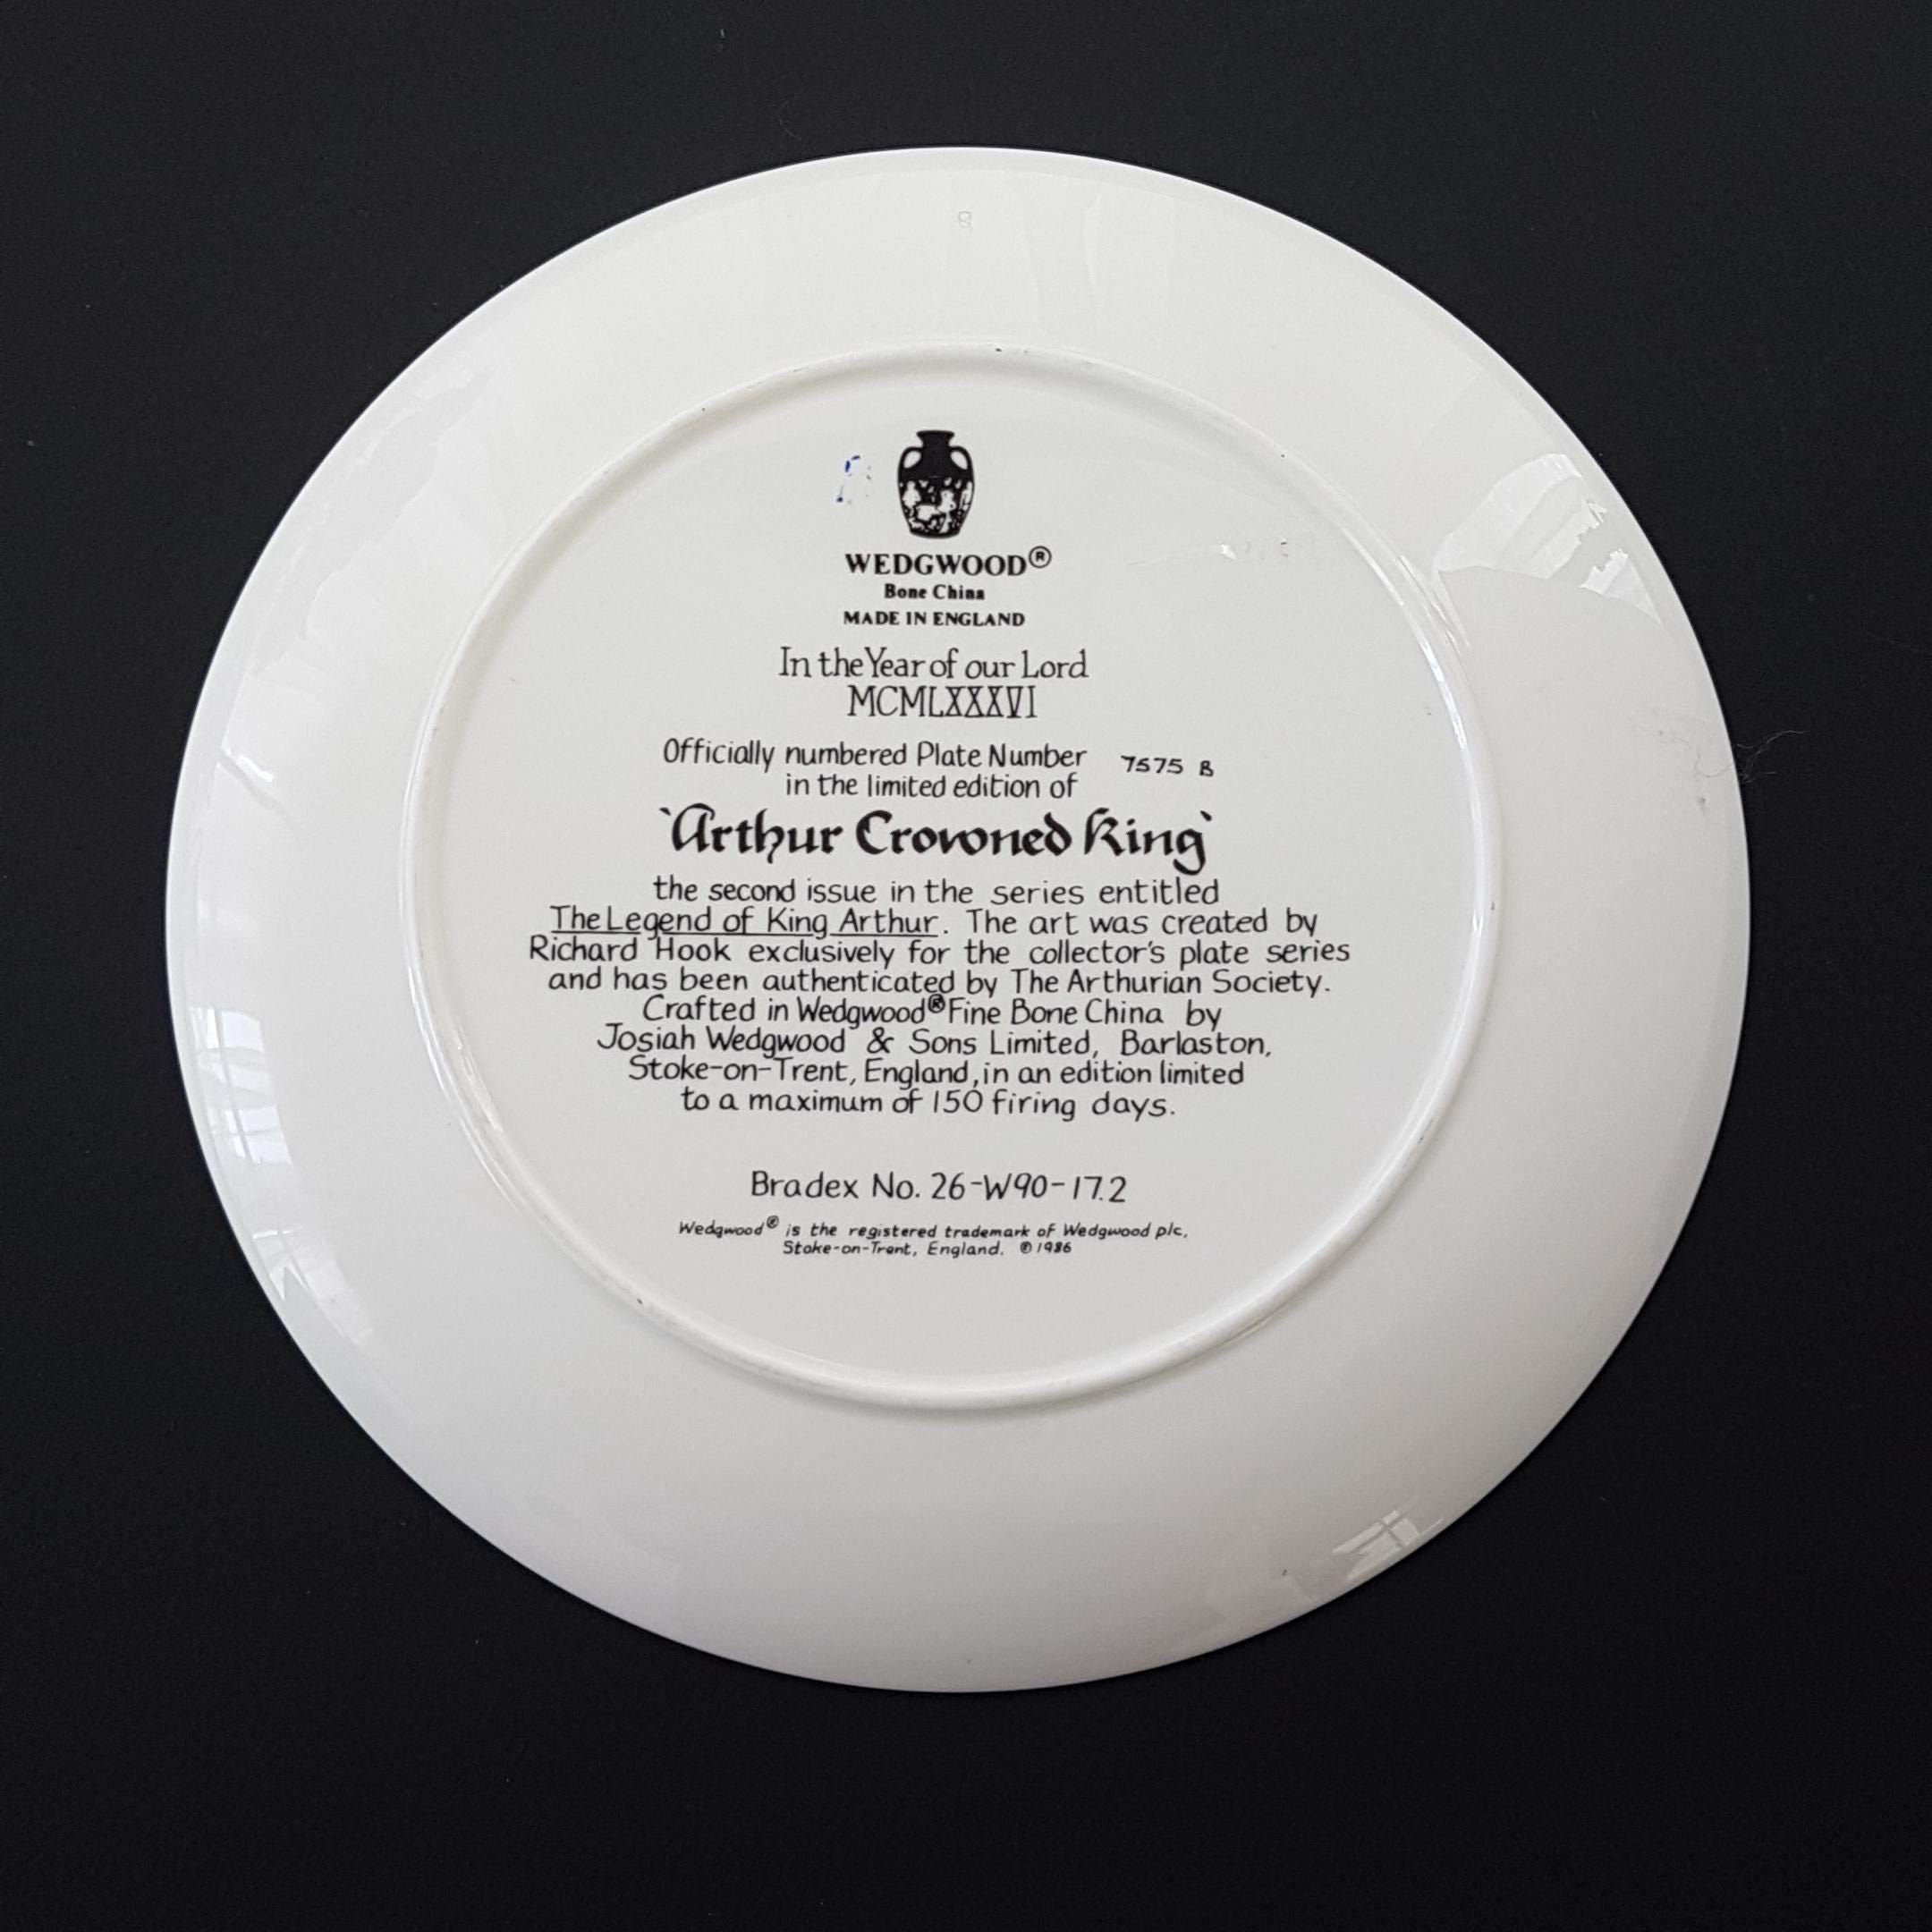 WEDGWOOD®
Bone China
MADE IN ENGLAND
In the Year of our Lord
MCMLXXXVI
Officially numbered Plate Number 7575 B
in the limited edition of
`Arthur Crowned King`
the second issue in the series entitled
The Legend of King Arthur. The art was created by
Richard Hook exclusively for the collector's plate series
and has been authenticated by The Arthurian Society.
Crafted in Wedgwood® Fine Bone China by
Josiah Wedgwood & Sons Limited, Barlaston,
Stoke-on-Trent, England, in an edition limited
to a maximum of 150 firing days.
Bradex No. 26-W90-17.2
Wedgwood® is the registered trademark of Wedgwood plc,
Stoke-on-Trent, England. © 1986